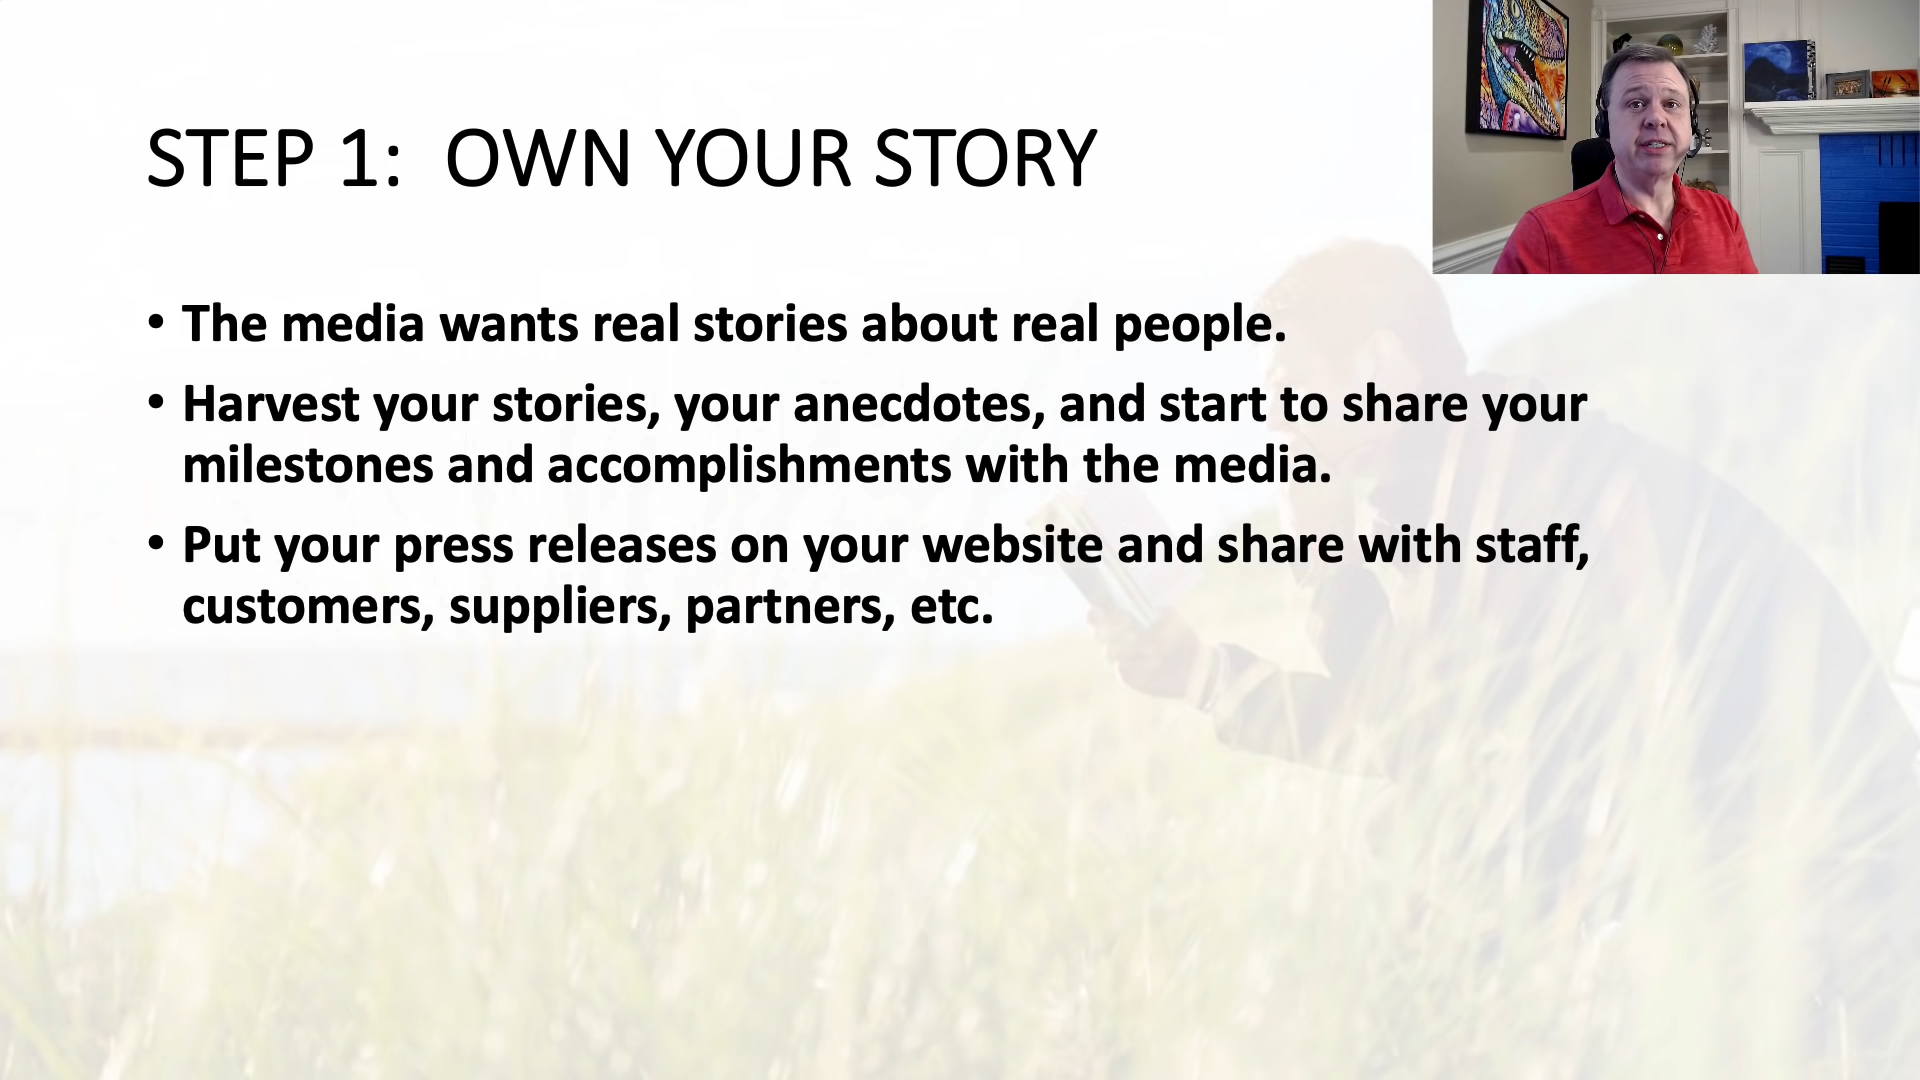 STEP 1:  OWN YOUR STORY
• The media wants real stories about real people.
• Harvest your stories, your anecdotes, and start to share your
milestones and accomplishments with the media.
• Put your press releases on your website and share with staff,
customers, suppliers, partners, etc.